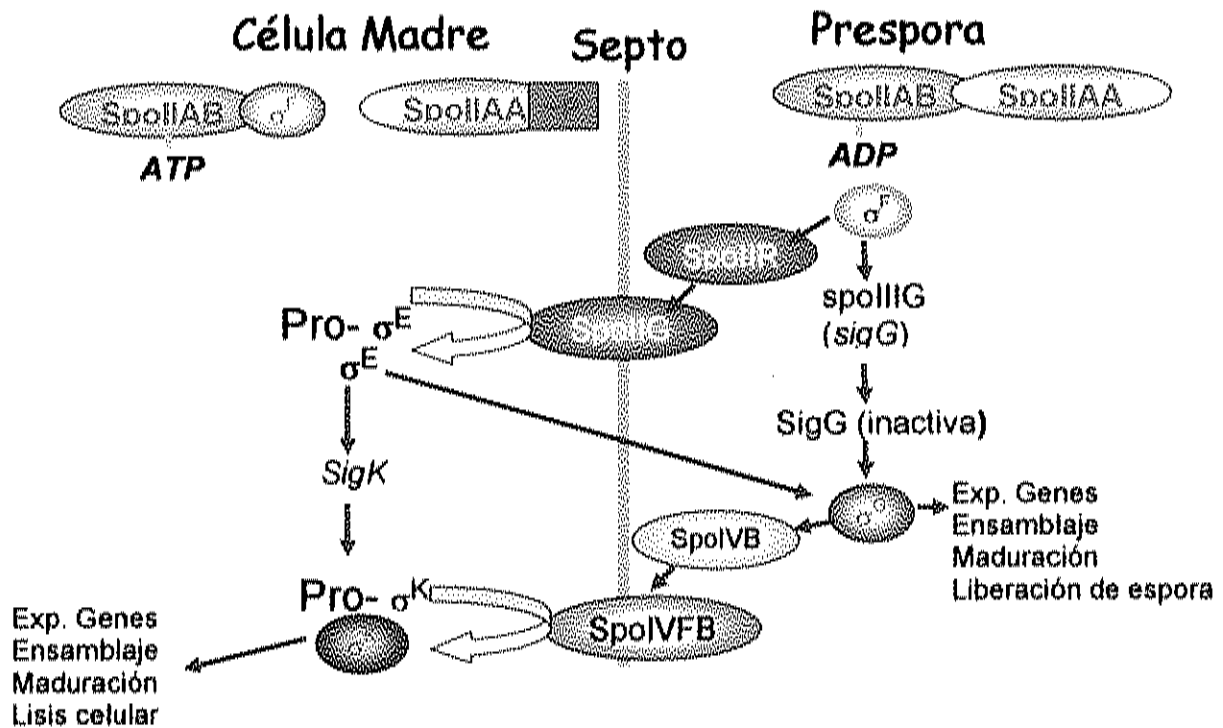 Célula Madre
Septo
Prespora
SpoIIAB
σF
SpoIIAA
SpoIIAB
SpoIIAA
ATP
ADP
σF
SpoIIR
spoIIIG
(sigG)
Pro- σE
SpoIIG
σE
SigG (inactiva)
SigK
σG
Exp. Genes
Ensamblaje
Maduración
Liberación de espora
SpoIVB
Pro- σK
SpoIVFB
σ
Exp. Genes
Ensamblaje
Maduración
Lisis celular